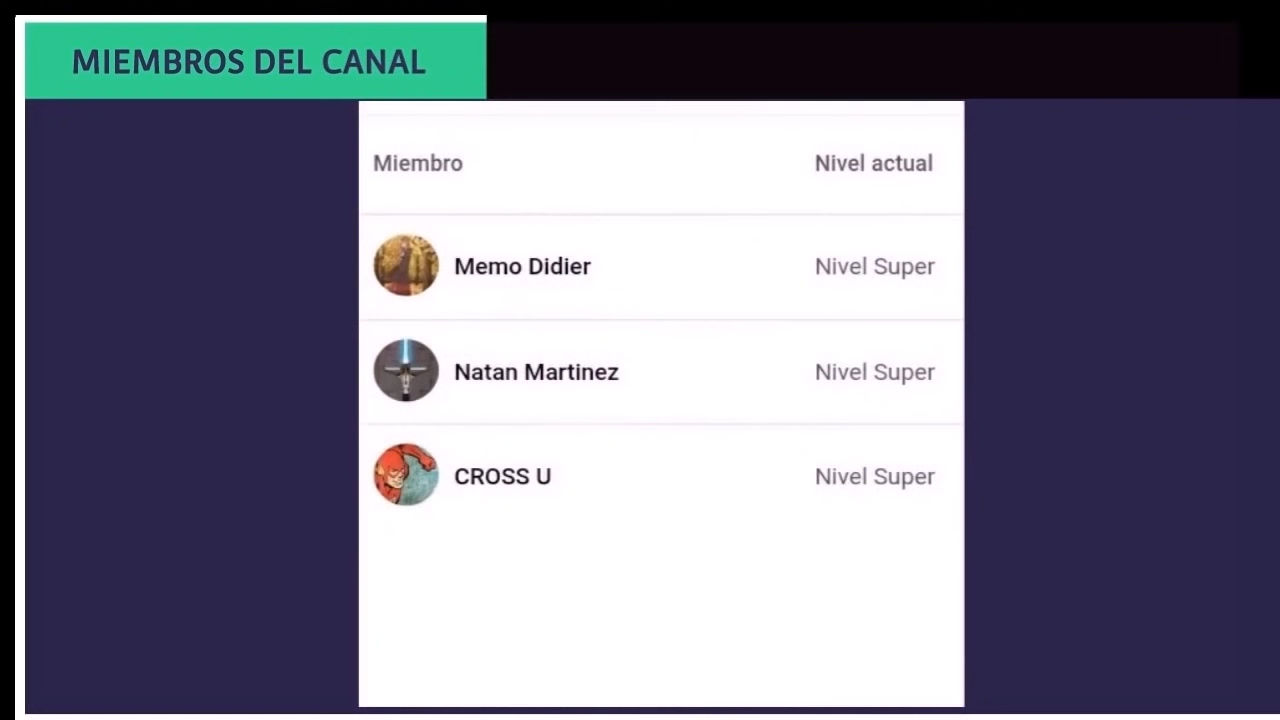 MIEMBROS DEL CANAL
Miembro Nivel actual
Memo Didier Nivel Super
Natan Martinez Nivel Super
CROSS U Nivel Super